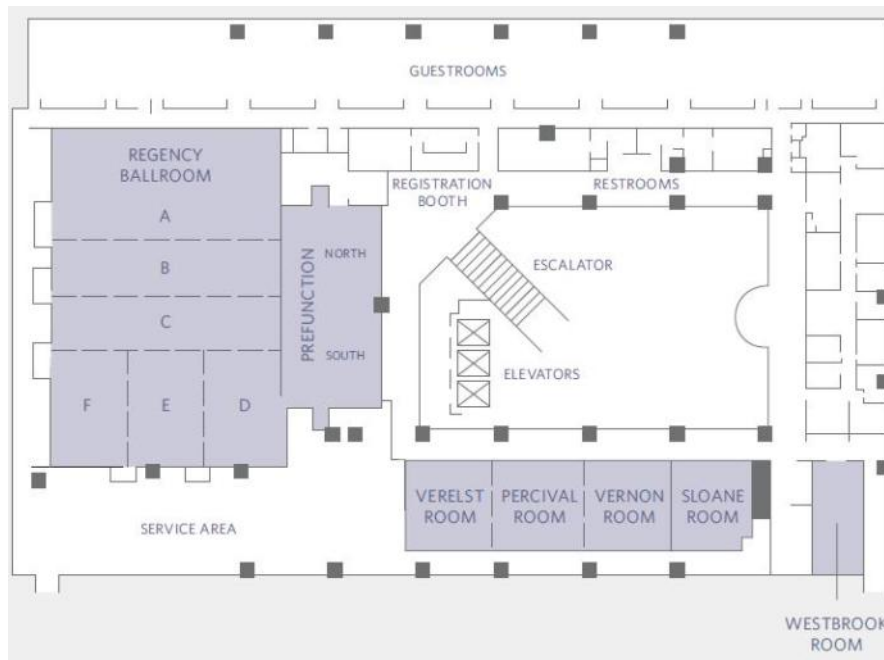 GUESTROOMS
REGENCY
BALLROOM
A
B
C
F
E
D
PREFUNCTION
NORTH
SOUTH
REGISTRATION
BOOTH
RESTROOMS
ESCALATOR
ELEVATORS
VERELST
ROOM
PERCIVAL
ROOM
VERNON
ROOM
SLOANE
ROOM
SERVICE AREA
WESTBROOK
ROOM